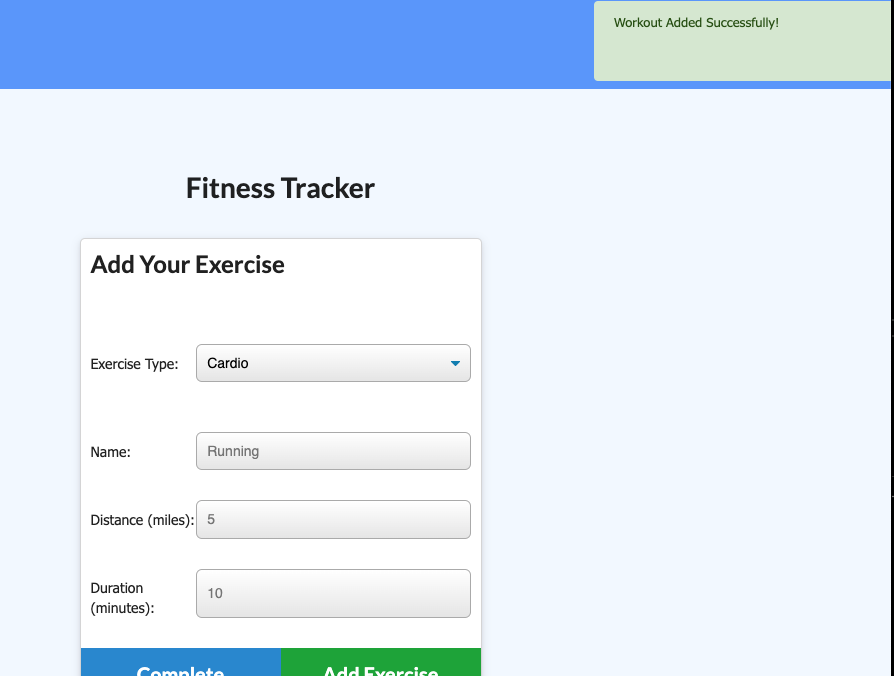 Workout Added Successfully!
Fitness Tracker
Add Your Exercise
Exercise Type: Cardio
Name: Running
Distance (miles): 5
Duration
(minutes): 10
Complete Add Exercise